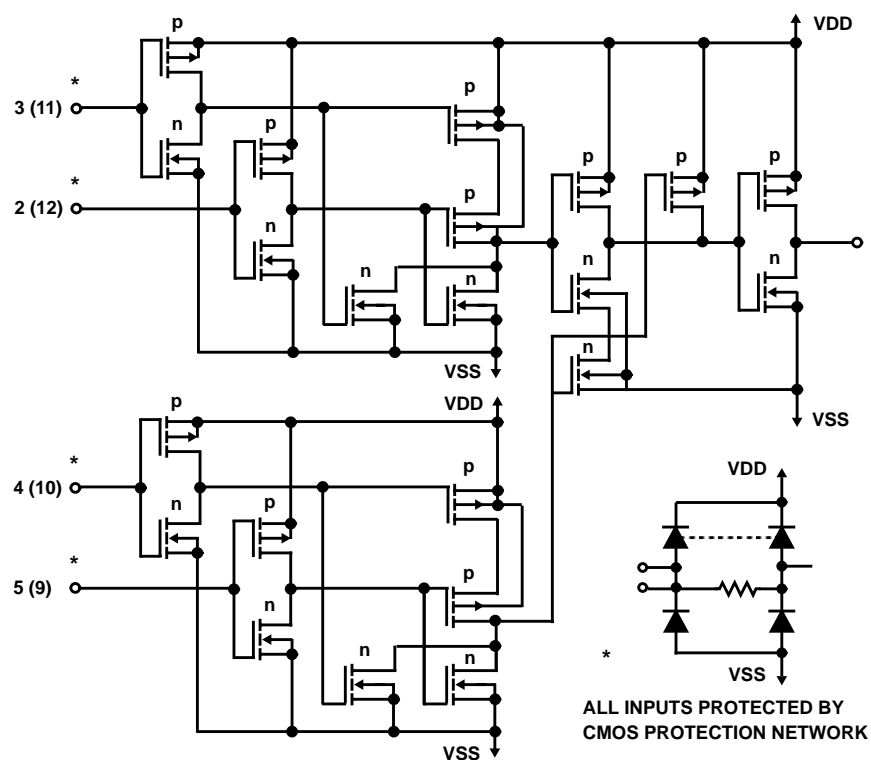 p
VDD
*
3 (11)
n
p
p
*
2 (12)
n
p
p
p
p
n
n
n
n
n
VSS
VDD
VSS
p
*
4 (10)
n
p
p
*
5 (9)
n
p
n
n
VSS
VDD
*
VSS
ALL INPUTS PROTECTED BY
CMOS PROTECTION NETWORK